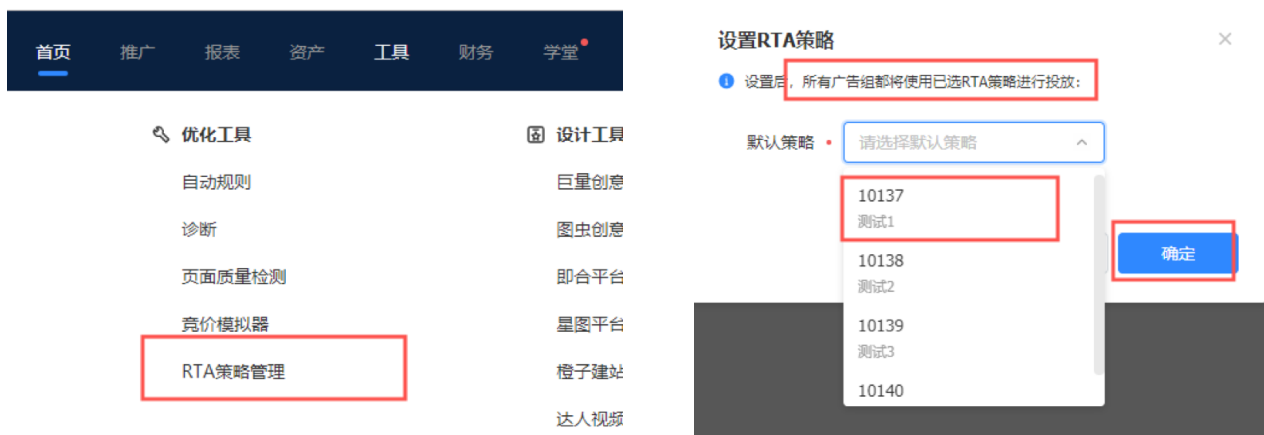 首页 推广 报表 资产 工具 财务 学堂
优化工具
自动规则
诊断
页面质量检测
竞价模拟器
RTA策略管理
设计工具
巨量创意
图虫创意
即合平台
星图平台
橙子建站
达人视频
设置RTA策略
设置后，所有广告组都将使用已选RTA策略进行投放：
默认策略
请选择默认策略
10137
测试1
10138
测试2
10139
测试3
10140
确定